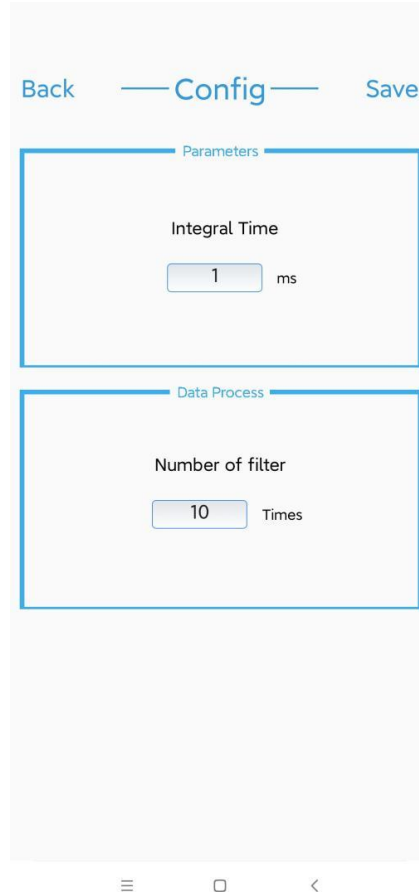 Back Config Save
Parameters
Integral Time
1 ms
Data Process
Number of filter
10 Times